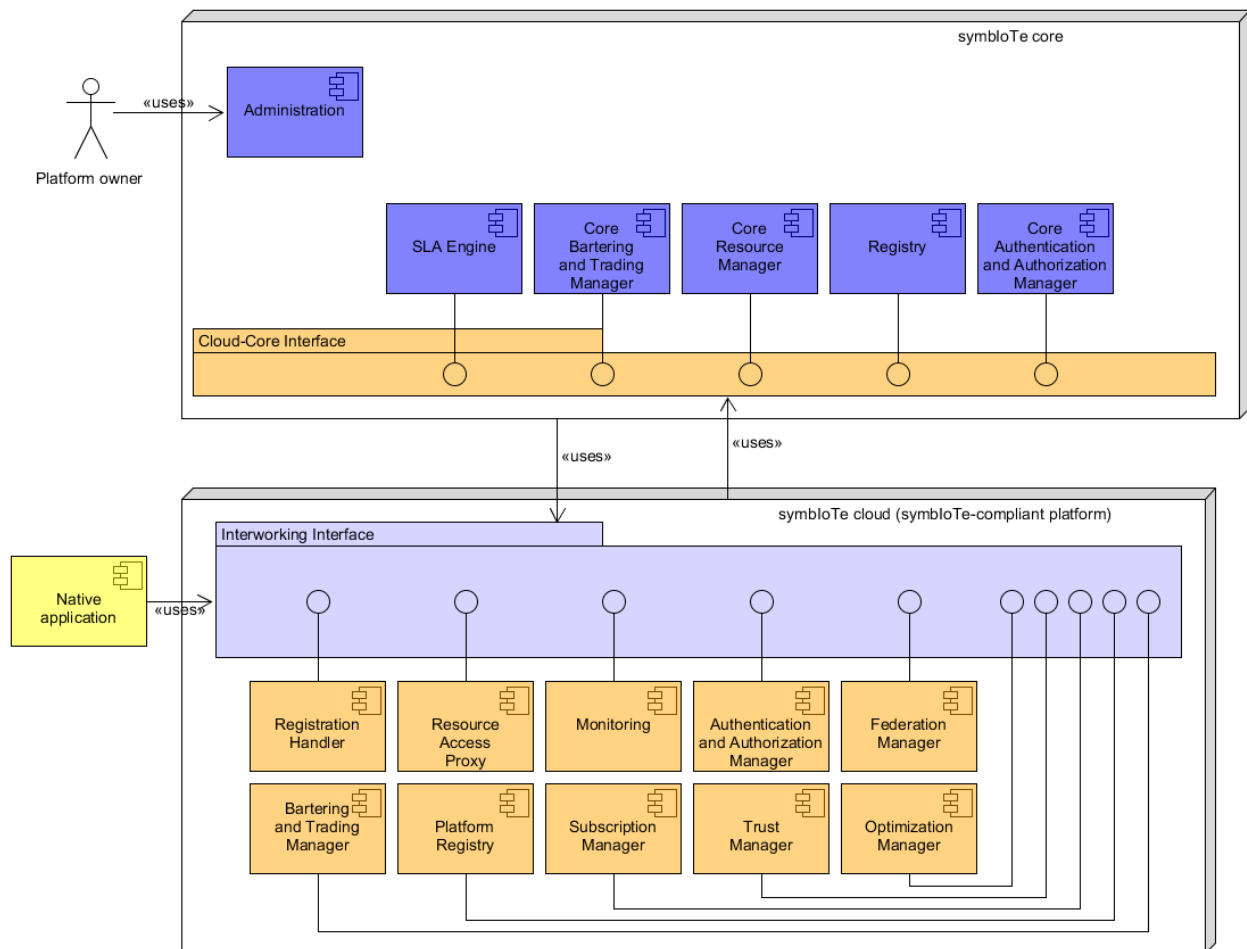 symbIoTe core
«uses»
Administration
Platform owner
SLA Engine
Core
Bartering
and Trading
Manager
Core
Resource
Manager
Registry
Core
Authentication
and Authorization
Manager
Cloud-Core Interface
«uses»
«uses»
symbIoTe cloud (symbIoTe-compliant platform)
Interworking Interface
Native
application
«uses»
Registration
Handler
Resource
Access
Proxy
Monitoring
Authentication
and Authorization
Manager
Federation
Manager
Bartering
and Trading
Manager
Platform
Registry
Subscription
Manager
Trust
Manager
Optimization
Manager